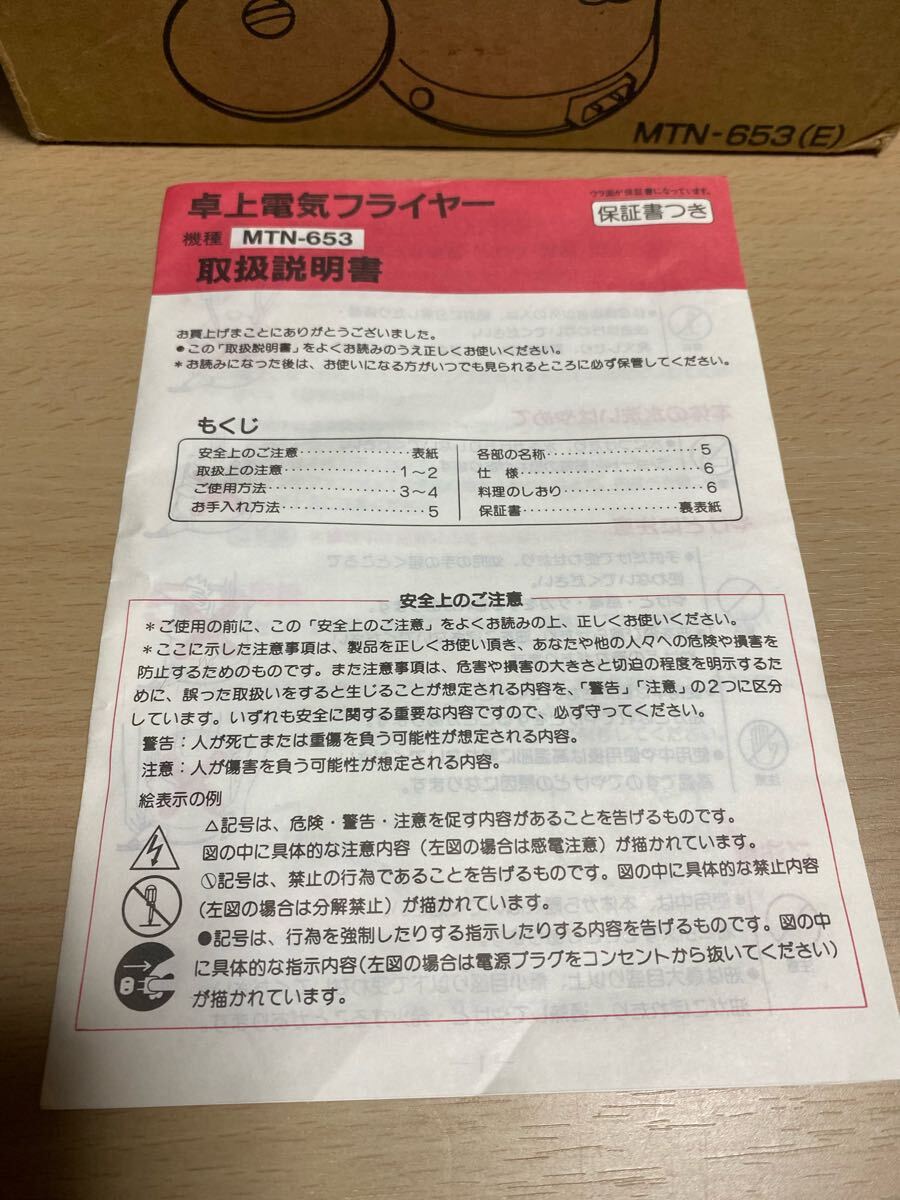 MTN-653(E)
卓上電気フライヤー
ウラ面が保証書になっています。
保証書つき
機種 MTN-653
取扱説明書
お買上げまことにありがとうございました。
●この「取扱説明書」をよくお読みのうえ正しくお使いください。
*お読みになった後は、お使いになる方がいつでも見られるところに必ず保管してください。
もくじ
安全上のご注意················表紙
取扱上の注意················1～2
ご使用方法··················3～4
お手入れ方法····················5
各部の名称······················5
仕 様··························6
料理のしおり····················6
保証書······················裏表紙
安全上のご注意
*ご使用の前に、この「安全上のご注意」をよくお読みの上、正しくお使いください。
*ここに示した注意事項は、製品を正しくお使い頂き、あなたや他の人々への危険や損害を
防止するためのものです。また注意事項は、危害や損害の大きさと切迫の程度を明示するた
めに、誤った取扱いをすると生じることが想定される内容を、「警告」「注意」の2つに区分
しています。いずれも安全に関する重要な内容ですので、必ず守ってください。
警告：人が死亡または重傷を負う可能性が想定される内容。
注意：人が傷害を負う可能性が想定される内容。
絵表示の例
△記号は、危険・警告・注意を促す内容があることを告げるものです。
図の中に具体的な注意内容（左図の場合は感電注意）が描かれています。
⃠記号は、禁止の行為であることを告げるものです。図の中に具体的な禁止内容
（左図の場合は分解禁止）が描かれています。
●記号は、行為を強制したりする指示したりする内容を告げるものです。図の中
に具体的な指示内容（左図の場合は電源プラグをコンセントから抜いてください）
が描かれています。